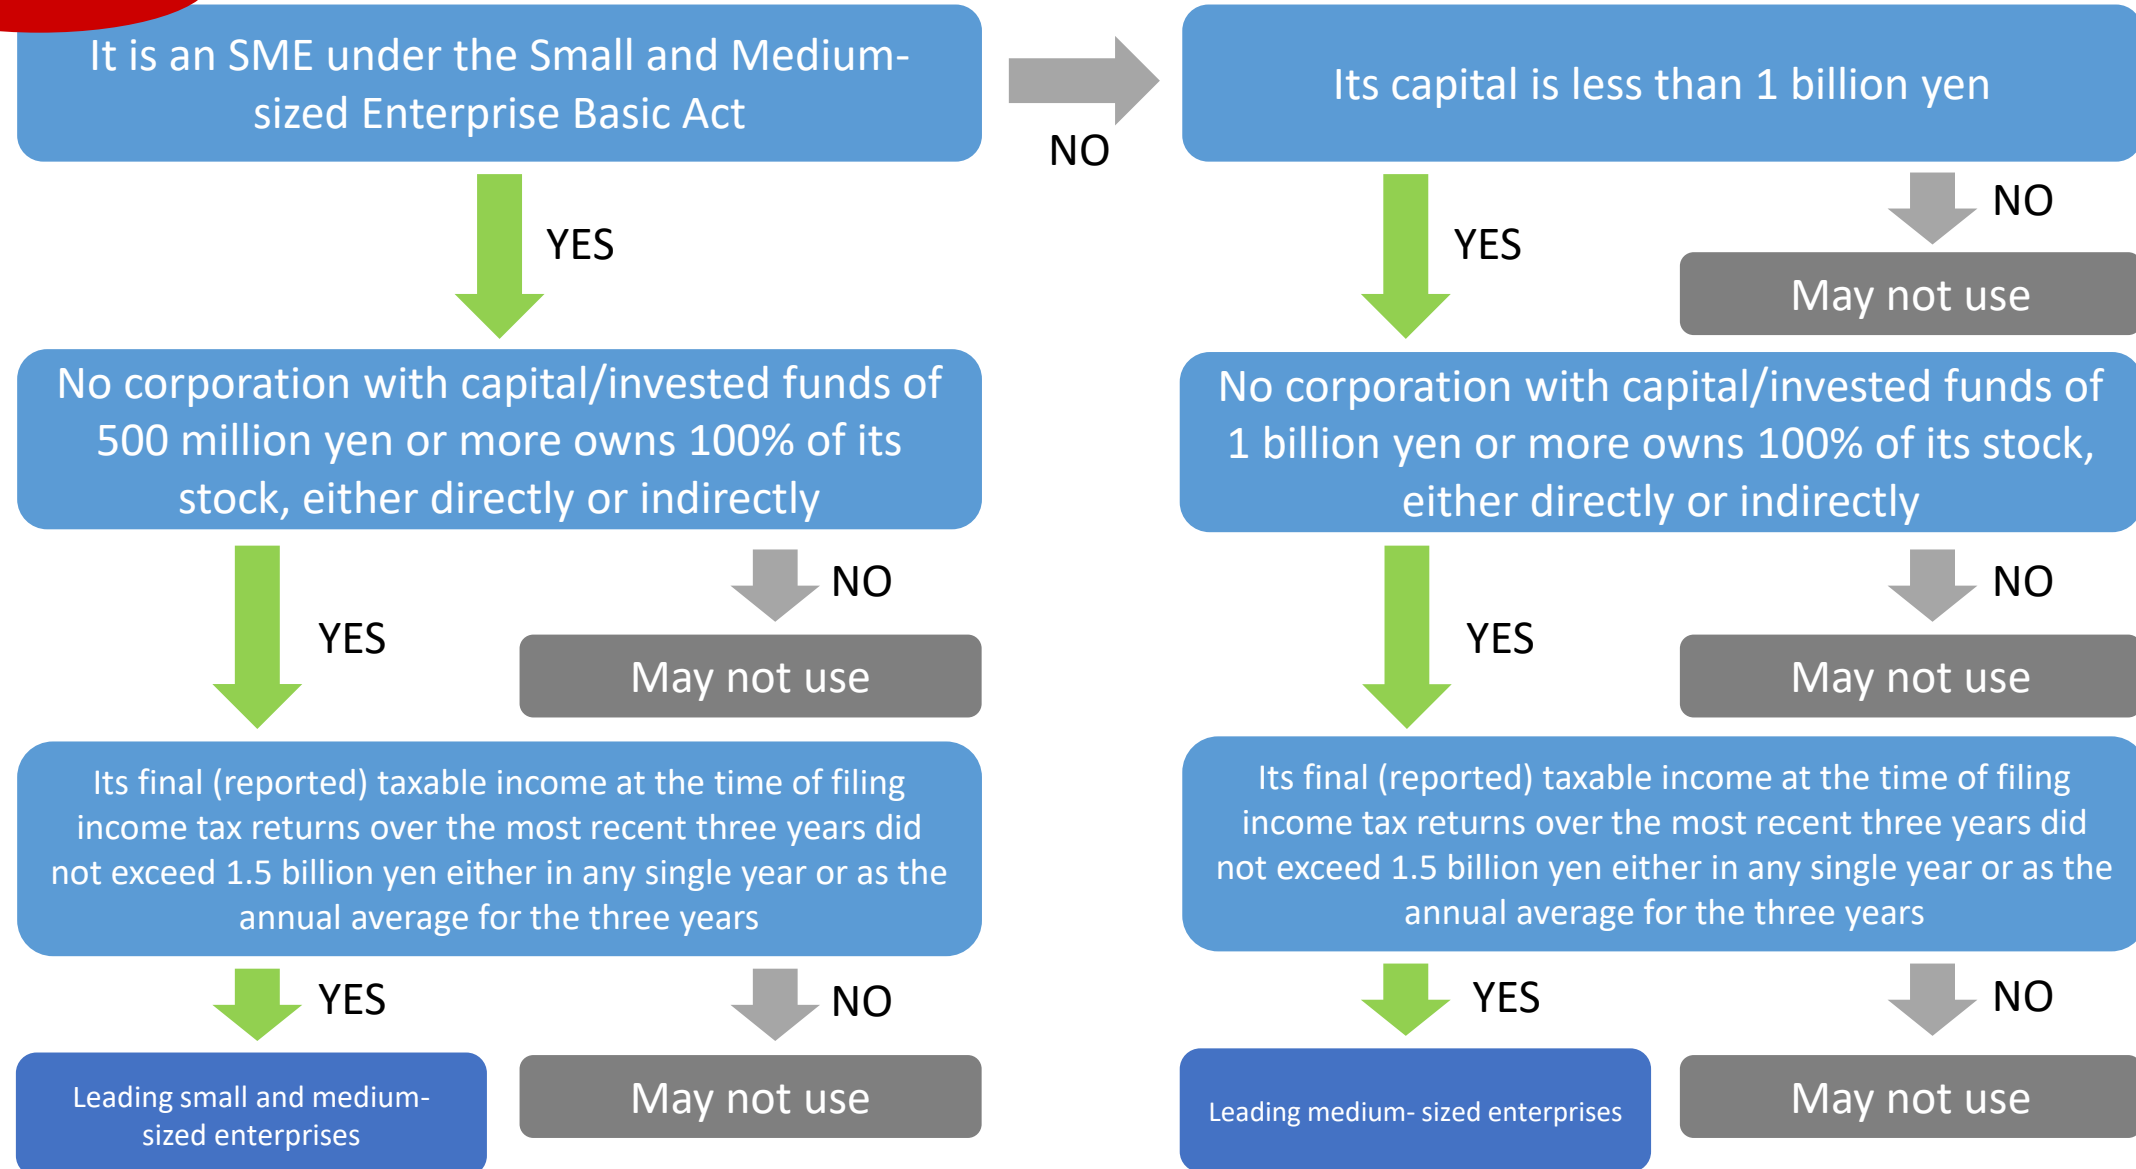 It is an SME under the Small and Medium-
sized Enterprise Basic Act
NO
Its capital is less than 1 billion yen
YES
YES
NO
May not use
No corporation with capital/invested funds of
500 million yen or more owns 100% of its
stock, either directly or indirectly
No corporation with capital/invested funds of
1 billion yen or more owns 100% of its stock,
either directly or indirectly
YES
NO
May not use
YES
NO
May not use
Its final (reported) taxable income at the time of filing
income tax returns over the most recent three years did
not exceed 1.5 billion yen either in any single year or as the
annual average for the three years
Its final (reported) taxable income at the time of filing
income tax returns over the most recent three years did
not exceed 1.5 billion yen either in any single year or as the
annual average for the three years
YES
NO
YES
NO
Leading small and medium-
sized enterprises
May not use
Leading medium- sized enterprises
May not use